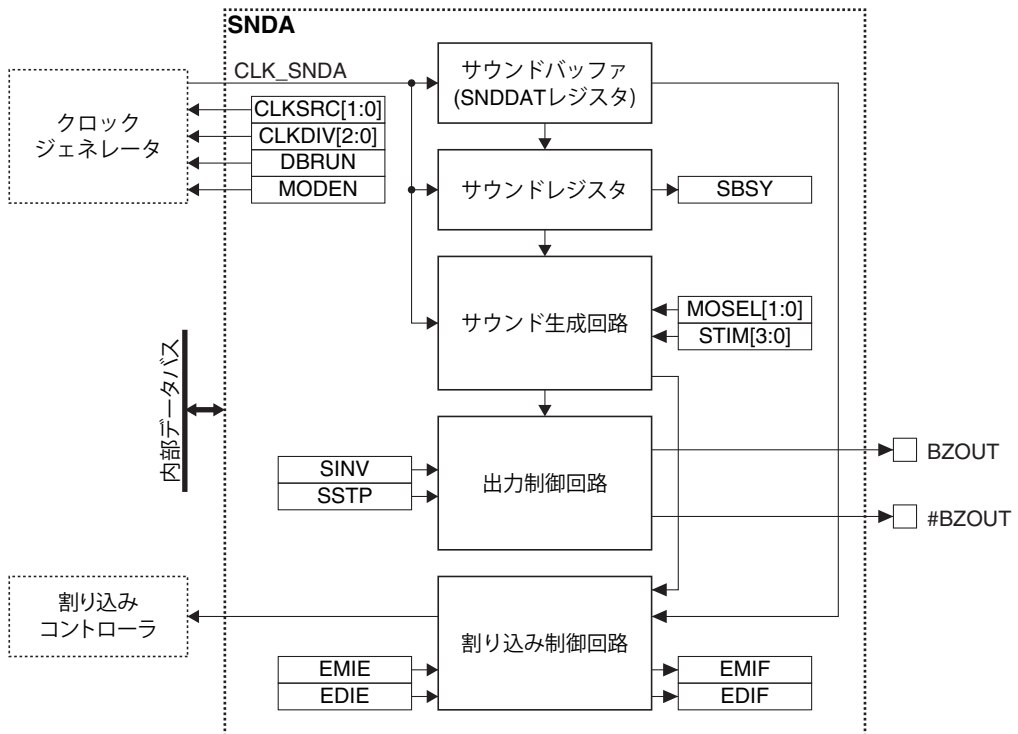 SNDA
CLK_SNDA
クロック
ジェネレータ
CLKSRC[1:0]
CLKDIV[2:0]
DBRUN
MODEN
サウンドバッファ
(SNDDATレジスタ)
サウンドレジスタ
SBSY
サウンド生成回路
MOSEL[1:0]
STIM[3:0]
内部データバス
SINV
SSTP
出力制御回路
BZOUT
#BZOUT
割り込み
コントローラ
割り込み制御回路
EMIE
EDIE
EMIF
EDIF